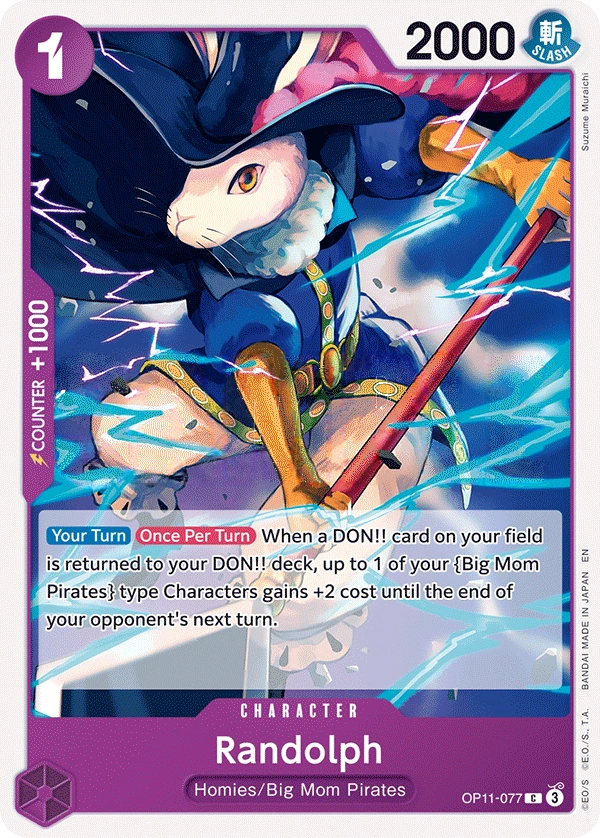 1
2000
斬
SLASH
Suzume Muraichi
COUNTER +1000
Your Turn Once Per Turn When a DON!! card on your field
is returned to your DON!! deck, up to 1 of your {Big Mom
Pirates} type Characters gains +2 cost until the end of
your opponent's next turn.
CHARACTER
Randolph
Homies/Big Mom Pirates
OP11-077 C 3
©EO/S ©E.O./S., T.A. BANDAI MADE IN JAPAN EN